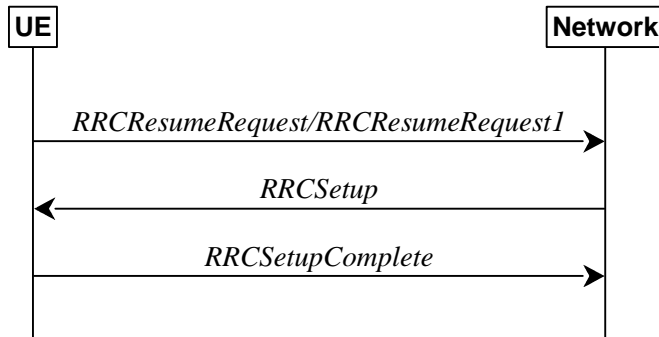 UE
Network
RRCResumeRequest/RRCResumeRequest1
RRCSetup
RRCSetupComplete